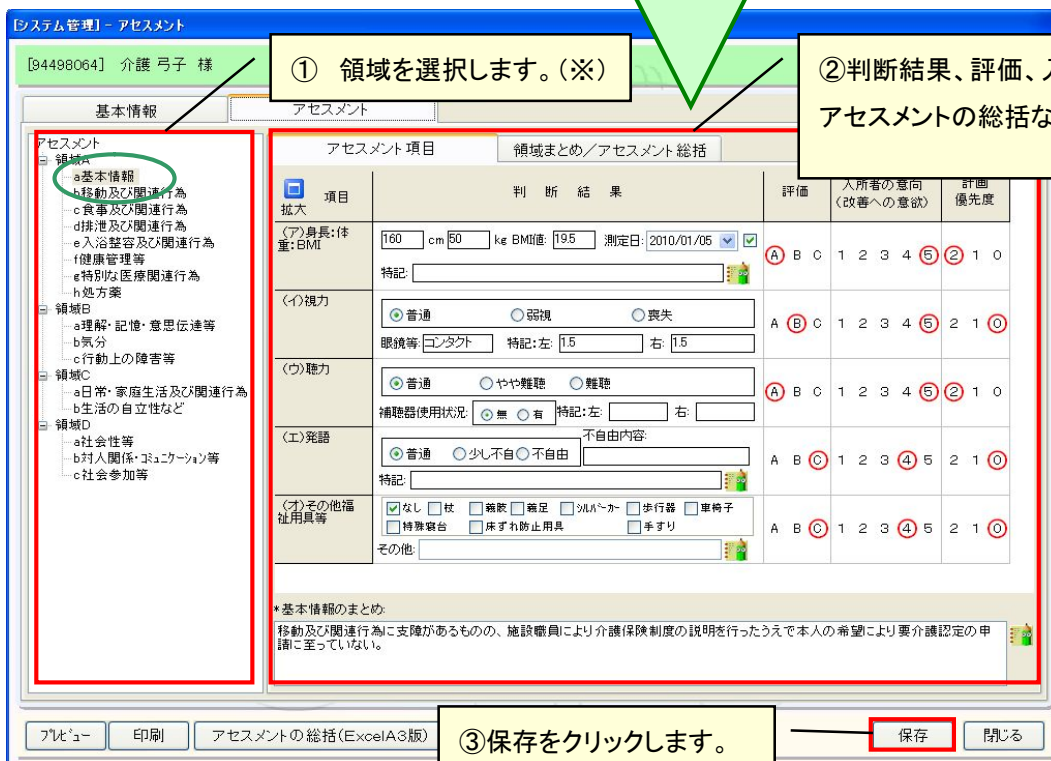 [システム管理] - アセスメント
[94498064] 介護 弓子 様
① 領域を選択します。(※)
②判断結果、評価、入
アセスメントの総括な
基本情報
アセスメント
アセスメント
領域A
a基本情報
b移動及び関連行為
c食事及び関連行為
d排泄及び関連行為
e入浴整容及び関連行為
f健康管理等
g特別な医療関連行為
h処方薬
領域B
a理解・記憶・意思伝達等
b気分
c行動上の障害等
領域C
a日常・家庭生活及び関連行為
b生活の自立性など
領域D
a社会性等
b対人関係・コミュニケーション等
c社会参加等
アセスメント項目
領域まとめ/アセスメント総括
拡大
項目
判 断 結 果
評価
入所者の意向
(改善への意欲)
計画
優先度
(ア)身長:体
重:BMI
160 cm 50 kg BMI値: 19.5 測定日: 2010/01/05
特記:
A B C 1 2 3 4 5 2 1 0
(イ)視力
普通 弱視 喪失
眼鏡等: コンタクト 特記:左: 1.5 右: 1.5
A B C 1 2 3 4 5 2 1 0
(ウ)聴力
普通 やや難聴 難聴
補聴器使用状況: 無 有 特記:左: 右:
A B C 1 2 3 4 5 2 1 0
(エ)発語
不自由内容:
普通 少し不自 不自由
特記:
A B C 1 2 3 4 5 2 1 0
(オ)その他福
祉用具等
なし 杖 義肢 義足 シルバーカー 歩行器 車椅子
特殊寝台 床ずれ防止用具 手すり
その他:
A B C 1 2 3 4 5 2 1 0
*基本情報のまとめ:
移動及び関連行為に支障があるものの、施設職員により介護保険制度の説明を行ったうえで本人の希望により要介護認定の申
請に至っていない。
プレビュー
印刷
アセスメントの総括(ExcelA3版)
③保存をクリックします。
保存
閉じる